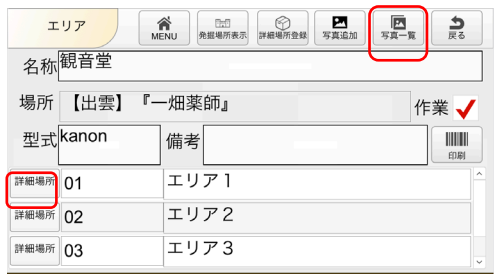 エリア MENU 発掘場所表示 詳細場所登録 写真追加 写真一覧 戻る
名称 観音堂
場所 【出雲】『一畑薬師』 作業
型式 kanon 備考 印刷
詳細場所 01 エリア１
詳細場所 02 エリア２
詳細場所 03 エリア３